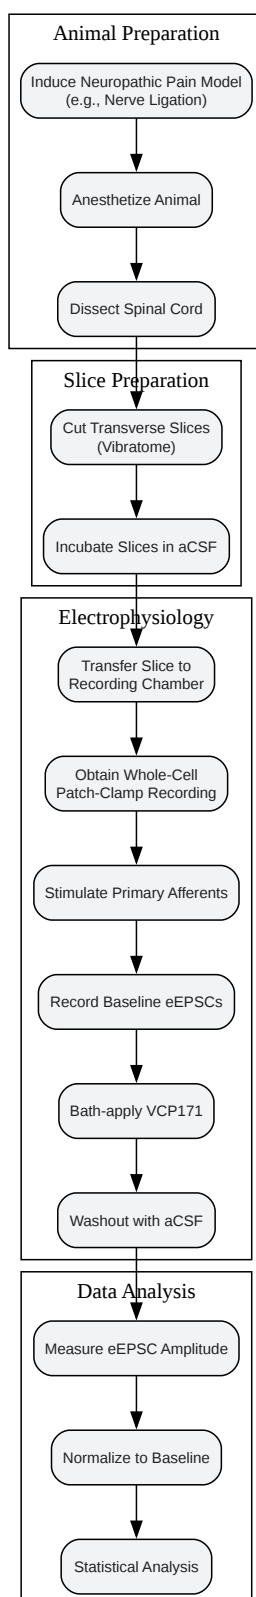 Animal Preparation
Induce Neuropathic Pain Model
(e.g., Nerve Ligation)
Anesthetize Animal
Dissect Spinal Cord
Slice Preparation
Cut Transverse Slices
(Vibratome)
Incubate Slices in aCSF
Electrophysiology
Transfer Slice to
Recording Chamber
Obtain Whole-Cell
Patch-Clamp Recording
Stimulate Primary Afferents
Record Baseline eEPSCs
Bath-apply VCP171
Washout with aCSF
Data Analysis
Measure eEPSC Amplitude
Normalize to Baseline
Statistical Analysis